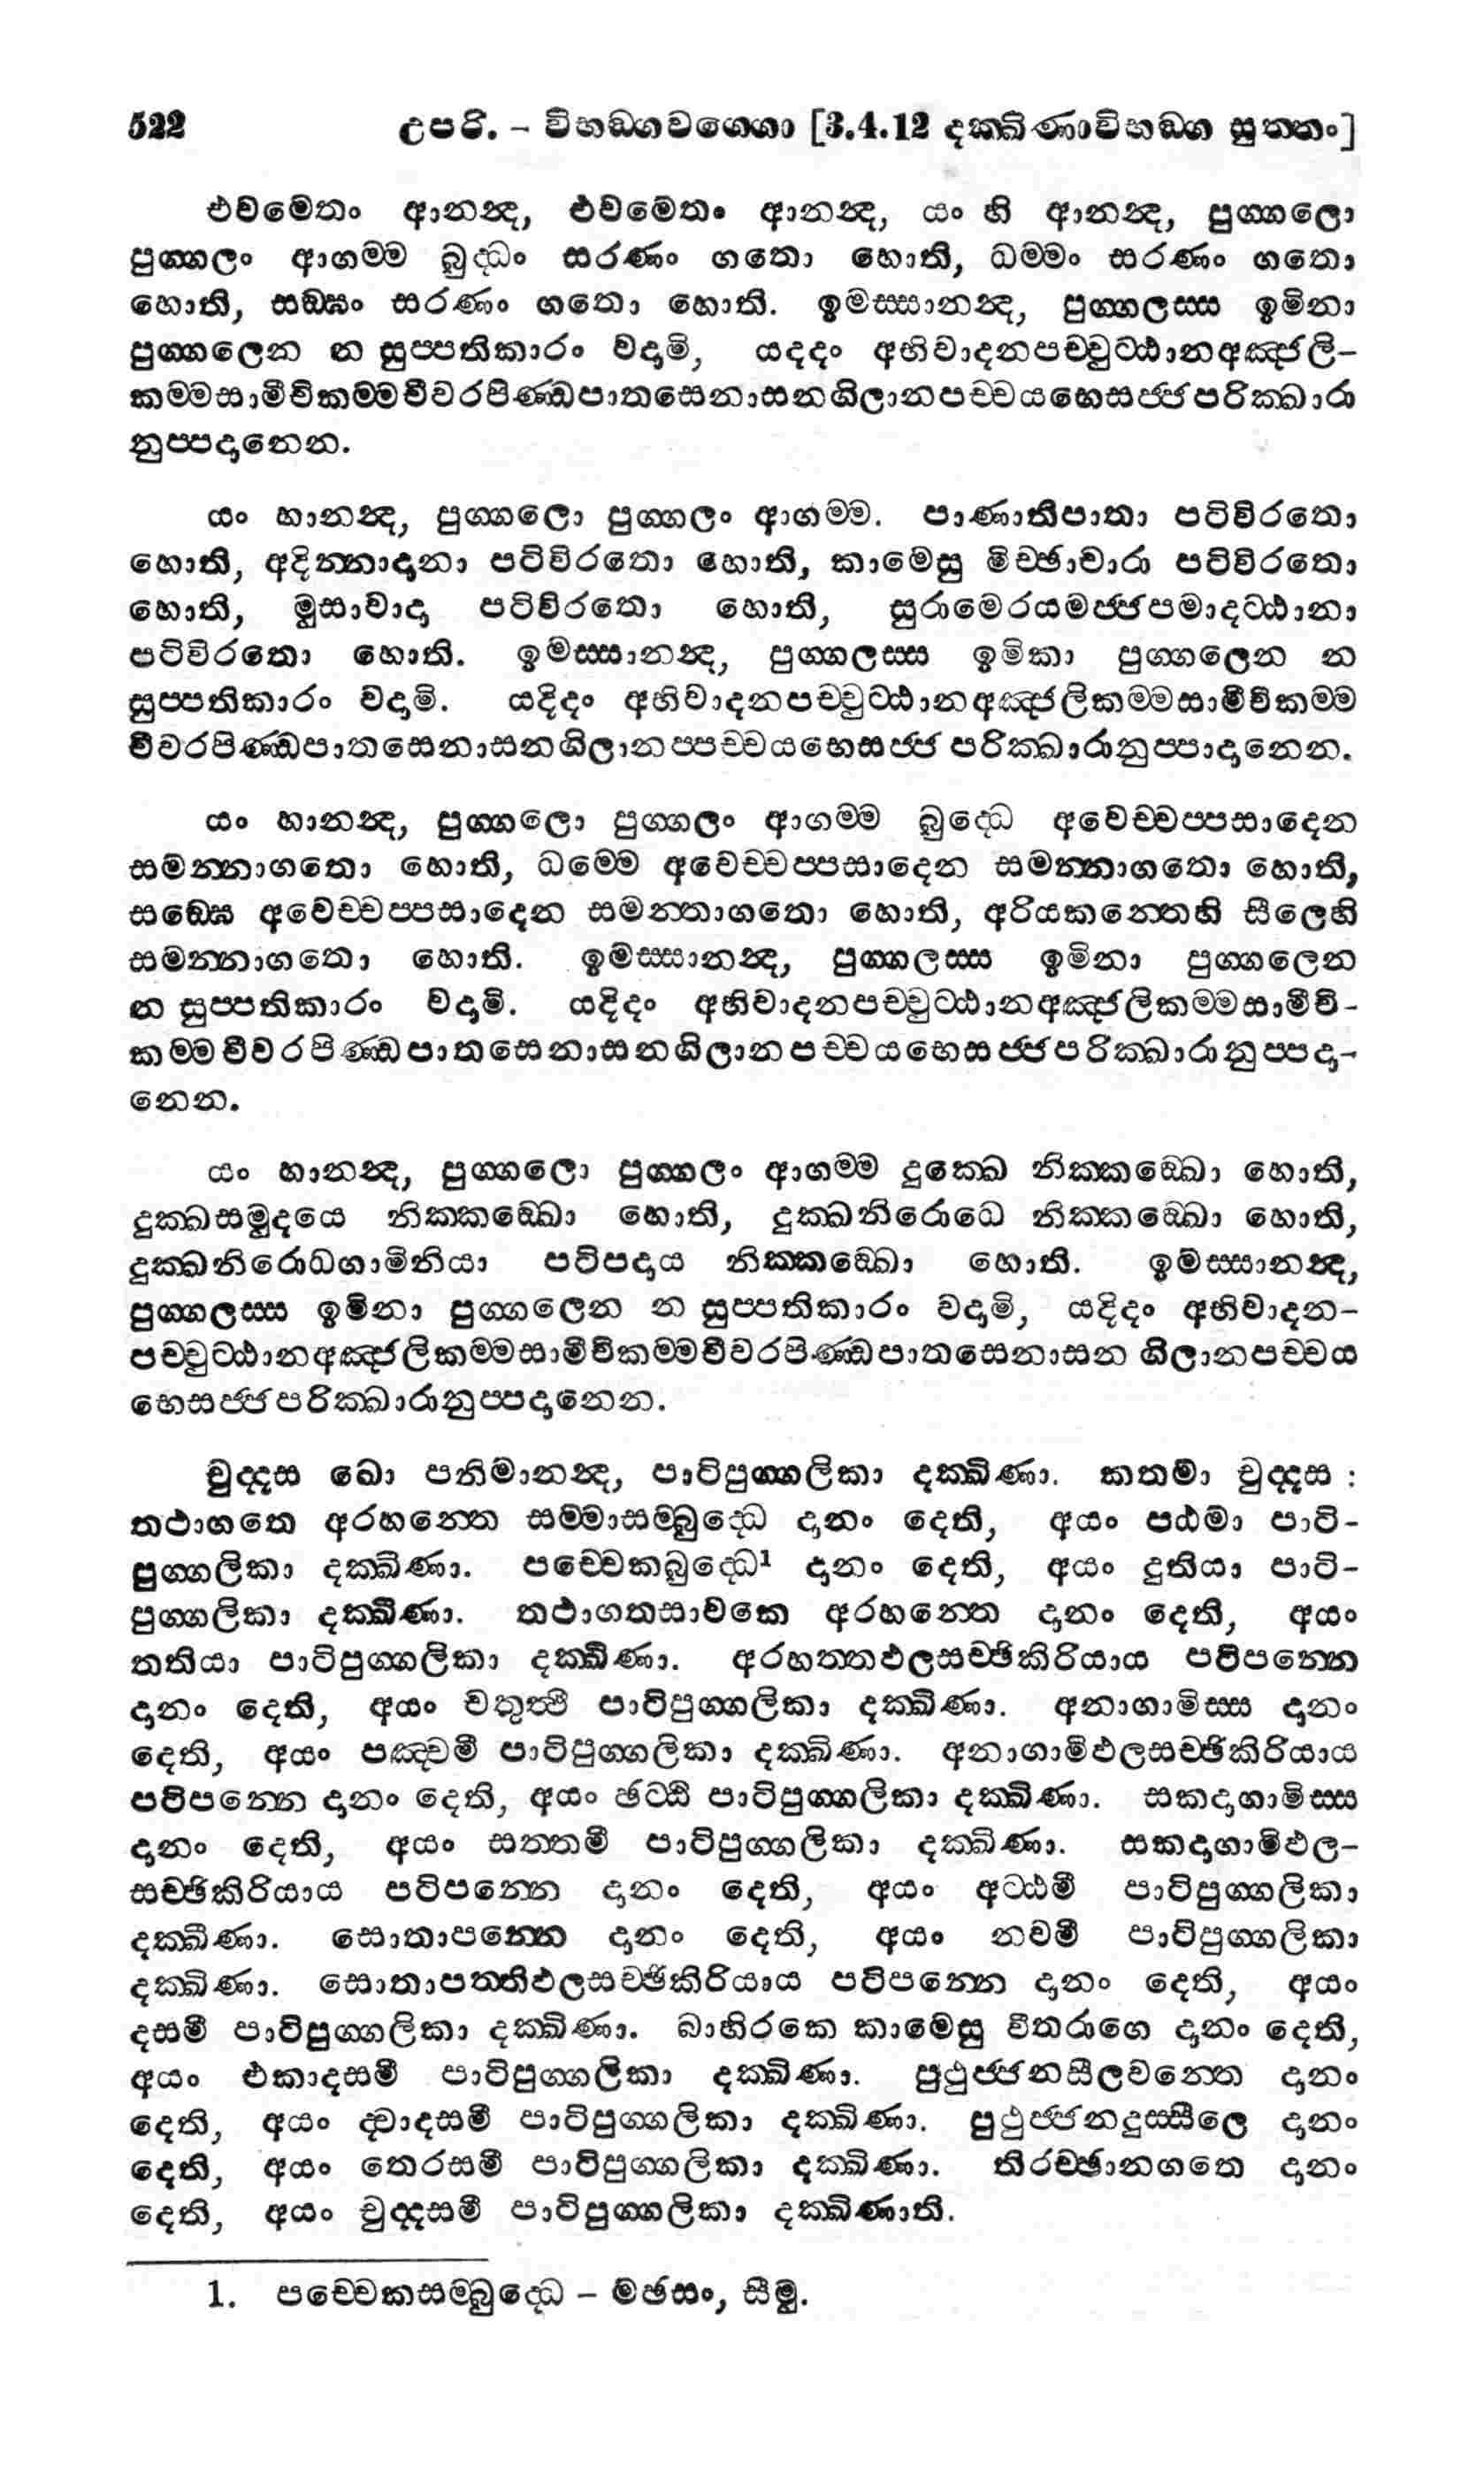 522 උපරි. - විභඞගවගෙගා [3.4.12 දක්ඛිණාවිභඞග සුත්තං]
එවමෙතං ආනන්ද, එවමෙතං ආනන්ද, යං හි ආනන්ද, පුග්ගලො
පුග්ගලං ආගම්ම බුද්ධං සරණං ගතො හොති, ධම්මං සරණං ගතො
හොති, සඞ්ඝං සරණං ගතො හොති. ඉමස්සානන්ද, පුග්ගලස්ස ඉමිනා
පුග්ගලෙන න සුප්පතිකාරං වදාමි, යදදං අභිවාදනපච්චුට්ඨානඅඤ්ජලි-
කම්මසාමීචිකම්මචීවරපිණ්ඩපාතසෙනාසනගිලානපච්චයභෙසජ්ජපරික්ඛාරා
නුප්පදානෙන.
යං හානන්ද, පුග්ගලො පුග්ගලං ආගම්ම. පාණාතිපාතා පටිවිරතො
හොති, අදින්නාදානා පටිවිරතො හොති, කාමෙසු මිච්ඡාචාරා පටිවිරතො
හොති, මුසාවාදා පටිවිරතො හොති, සුරාමෙරයමජ්ජපමාදට්ඨානා
පටිවිරතො හොති. ඉමස්සානන්ද, පුග්ගලස්ස ඉමිකා පුග්ගලෙන න
සුප්පතිකාරං වදාමි. යදිදං අභිවාදනපච්චුට්ඨානඅඤ්ජලිකම්මසාමීචිකම්ම
චීවරපිණ්ඩපාතසෙනාසනගිලානප්පච්චයභෙසජ්ජ පරික්ඛාරානුප්පාදානෙන.
යං හානන්ද, පුග්ගලො පුග්ගලං ආගම්ම බුද්ධෙ අවෙච්චප්පසාදෙන
සමන්නාගතො හොති, ධම්මෙ අවෙච්චප්පසාදෙන සමන්නාගතො හොති,
සඞ්ඝෙ අවෙච්චප්පසාදෙන සමන්නාගතො හොති, අරියකන්තෙහි සීලෙහි
සමන්නාගතො හොති. ඉමස්සානන්ද, පුග්ගලස්ස ඉමිනා පුග්ගලෙන
න සුප්පතිකාරං වදාමි. යදිදං අභිවාදනපච්චුට්ඨානඅඤ්ජලිකම්මසාමීචි-
කම්මචීවරපිණ්ඩපාතසෙනාසනගිලානපච්චයභෙසජ්ජපරික්ඛාරානුප්පදා-
නෙන.
යං හානන්ද, පුග්ගලො පුග්ගලං ආගම්ම දුක්ඛෙ නික්කඞ්ඛො හොති,
දුක්ඛසමුදයෙ නික්කඞ්ඛො හොති, දුක්ඛනිරොධෙ නික්කඞ්ඛො හොති,
දුක්ඛනිරොධගාමිනියා පටිපදාය නික්කඞ්ඛො හොති. ඉමස්සානන්ද,
පුග්ගලස්ස ඉමිනා පුග්ගලෙන න සුප්පතිකාරං වදාමි, යදිදං අභිවාදන-
පච්චුට්ඨානඅඤ්ජලිකම්මසාමීචිකම්මචීවරපිණ්ඩපාතසෙනාසන ගිලානපච්චය
භෙසජ්ජපරික්ඛාරානුප්පදානෙන.
චුද්දස ඛො පනිමානන්ද, පාටිපුග්ගලිකා දක්ඛිණා. කතමා චුද්දස :
තථාගතෙ අරහන්තෙ සම්මාසම්බුද්ධෙ දානං දෙති, අයං පඨමා පාටි-
පුග්ගලිකා දක්ඛිණා. පච්චෙකබුද්ධෙ¹ දානං දෙති, අයං දුතියා පාටි-
පුග්ගලිකා දක්ඛිණා. තථාගතසාවකෙ අරහන්තෙ දානං දෙති, අයං
තතියා පාටිපුග්ගලිකා දක්ඛිණා. අරහත්තඵලසච්ඡිකිරියාය පටිපන්නෙ
දානං දෙති, අයං චතුත්ථී පාටිපුග්ගලිකා දක්ඛිණා. අනාගාමිස්ස දානං
දෙති, අයං පඤ්චමී පාටිපුග්ගලිකා දක්ඛිණා. අනාගාමිඵලසච්ඡිකිරියාය
පටිපන්නෙ දානං දෙති, අයං ඡට්ඨී පාටිපුග්ගලිකා දක්ඛිණා. සකදාගාමිස්ස
දානං දෙති, අයං සත්තමී පාටිපුග්ගලිකා දක්ඛිණා. සකදාගාමිඵල-
සච්ඡිකිරියාය පටිපන්නෙ දානං දෙති, අයං අට්ඨමී පාටිපුග්ගලිකා
දක්ඛිණා. සොතාපන්නෙ දානං දෙති, අයං නවමී පාටිපුග්ගලිකා
දක්ඛිණා. සොතාපත්තිඵලසච්ඡිකිරියාය පටිපන්නෙ දානං දෙති, අයං
දසමී පාටිපුග්ගලිකා දක්ඛිණා. බාහිරකෙ කාමෙසු වීතරාගෙ දානං දෙති,
අයං එකාදසමී පාටිපුග්ගලිකා දක්ඛිණා. පුථුජ්ජනසීලවන්තෙ දානං
දෙති, අයං ද්වාදසමී පාටිපුග්ගලිකා දක්ඛිණා. පුථුජ්ජනදුස්සීලෙ දානං
දෙති, අයං තෙරසමී පාටිපුග්ගලිකා දක්ඛිණා. තිරච්ඡානගතෙ දානං
දෙති, අයං චුද්දසමී පාටිපුග්ගලිකා දක්ඛිණාති.
1. පච්චෙකසම්බුද්ධෙ - මඡසං, සීමු.